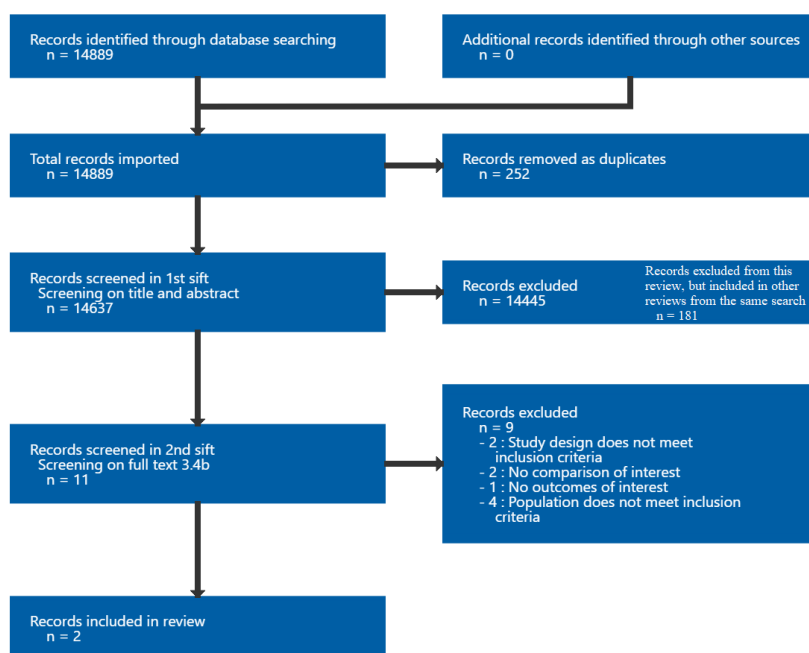 Records identified through database searching
n = 14889
Additional records identified through other sources
n = 0
Total records imported
n = 14889
Records removed as duplicates
n = 252
Records screened in 1st sift
Screening on title and abstract
n = 14637
Records excluded
n = 14445
Records excluded from this
review, but included in other
reviews from the same search
n = 181
Records screened in 2nd sift
Screening on full text 3.4b
n = 11
Records excluded
n = 9
- 2 : Study design does not meet
inclusion criteria
- 2 : No comparison of interest
- 1 : No outcomes of interest
- 4 : Population does not meet inclusion
criteria
Records included in review
n = 2